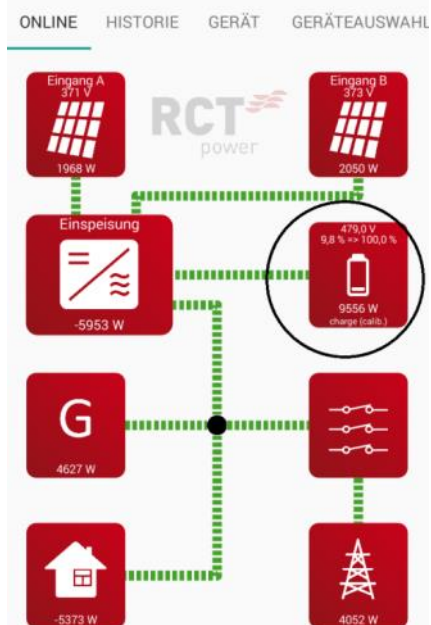 ONLINE HISTORIE GERÄT GERÄTEAUSWAHL
Eingang A
371 V
1968 W
RCT
power
Eingang B
373 V
2050 W
Einspeisung
-5953 W
479,0 V
9,8 % => 100,0 %
9556 W
charge (calib.)
G
4627 W
-5373 W
4052 W